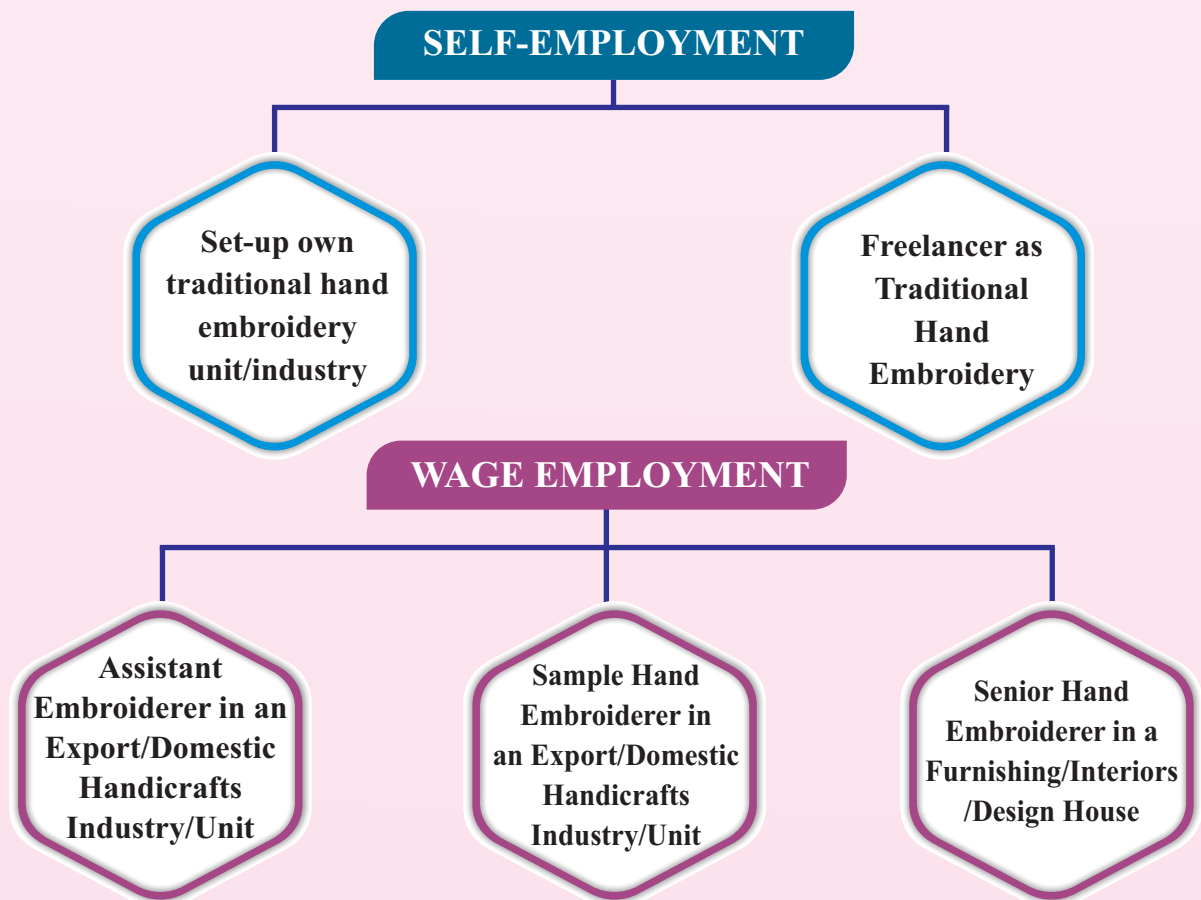 SELF-EMPLOYMENT
Set-up own
traditional hand
embroidery
unit/industry
Freelancer as
Traditional
Hand
Embroidery
WAGE EMPLOYMENT
Assistant
Embroiderer in an
Export/Domestic
Handicrafts
Industry/Unit
Sample Hand
Embroiderer in
an Export/Domestic
Handicrafts
Industry/Unit
Senior Hand
Embroiderer in a
Furnishing/Interiors
/Design House